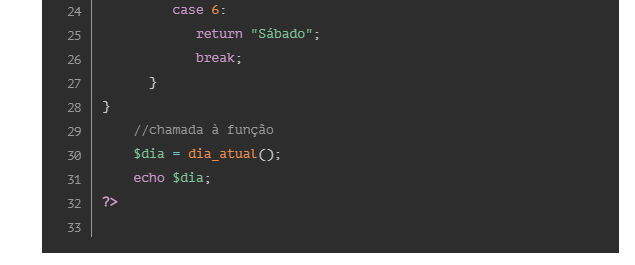 24 case 6:
25 return "Sábado";
26 break;
27 }
28 }
29 //chamada à função
30 $dia = dia_atual();
31 echo $dia;
32 ?>
33